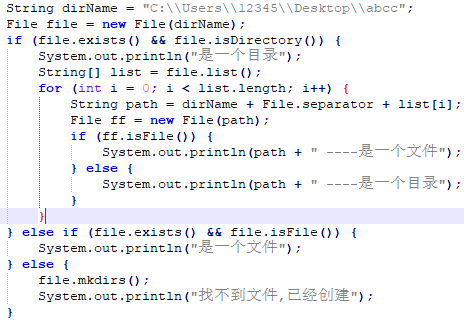 String dirName = "C:\\Users\\12345\\Desktop\\abcc";
File file = new File(dirName);
if (file.exists() && file.isDirectory()) {
    System.out.println("是一个目录");
    String[] list = file.list();
    for (int i = 0; i < list.length; i++) {
        String path = dirName + File.separator + list[i];
        File ff = new File(path);
        if (ff.isFile()) {
            System.out.println(path + " ----是一个文件");
        } else {
            System.out.println(path + " ----是一个目录");
        }
    }
} else if (file.exists() && file.isFile()) {
    System.out.println("是一个文件");
} else {
    file.mkdirs();
    System.out.println("找不到文件,已经创建");
}